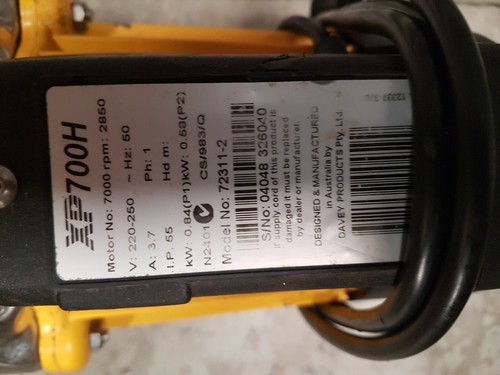 XP700H
Motor No: 7000 rpm: 2850
V: 220-250 ~ Hz: 50
A: 3.7 Ph: 1
I.P: 55 Hd m:
kW: 0.84(P1)kW: 0.58(P2)
N2401 CS/983/Q
Model No: 72311-2
S/No: 04048 326040
If supply cord of this product is
damaged it must be replaced
by dealer or manufacturer.
DESIGNED & MANUFACTURED
in Australia by
DAVEY PRODUCTS Pty. Ltd.